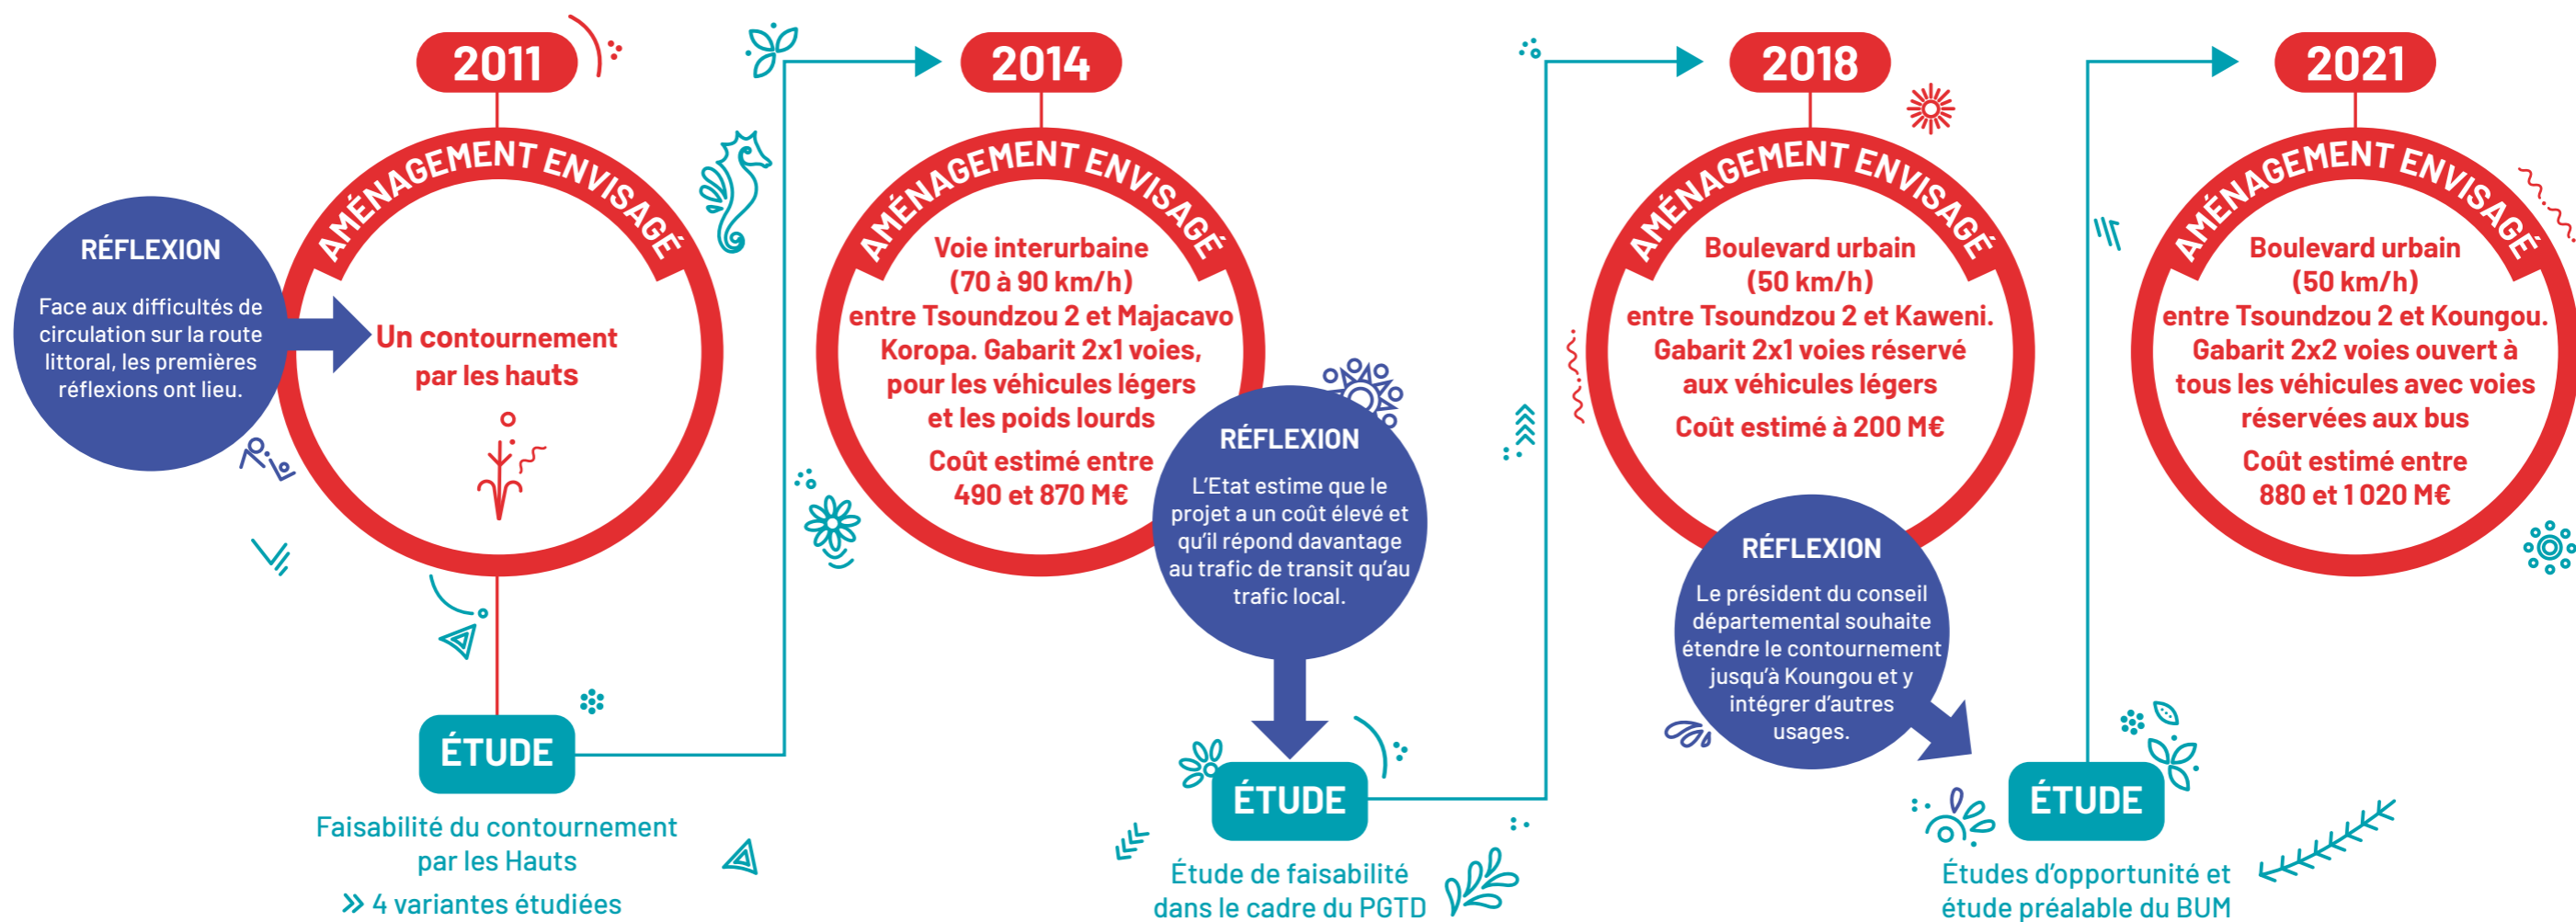 2011
AMÉNAGEMENT ENVISAGÉ
RÉFLEXION
Face aux difficultés de
circulation sur la route
littoral, les premières
réflexions ont lieu.
Un contournement
par les hauts
ÉTUDE
Faisabilité du contournement
par les Hauts
» 4 variantes étudiées
2014
AMÉNAGEMENT ENVISAGÉ
Voie interurbaine
(70 à 90 km/h)
entre Tsoundzou 2 et Majacavo
Koropa. Gabarit 2x1 voies,
pour les véhicules légers
et les poids lourds
Coût estimé entre
490 et 870 M€
RÉFLEXION
L'Etat estime que le
projet a un coût élevé et
qu'il répond davantage
au trafic de transit qu'au
trafic local.
ÉTUDE
Étude de faisabilité
dans le cadre du PGTD
2018
AMÉNAGEMENT ENVISAGÉ
Boulevard urbain
(50 km/h)
entre Tsoundzou 2 et Kaweni.
Gabarit 2x1 voies réservé
aux véhicules légers
Coût estimé à 200 M€
RÉFLEXION
Le président du conseil
départemental souhaite
étendre le contournement
jusqu'à Koungou et y
intégrer d'autres
usages.
ÉTUDE
Études d'opportunité et
étude préalable du BUM
2021
AMÉNAGEMENT ENVISAGÉ
Boulevard urbain
(50 km/h)
entre Tsoundzou 2 et Koungou.
Gabarit 2x2 voies ouvert à
tous les véhicules avec voies
réservées aux bus
Coût estimé entre
880 et 1 020 M€